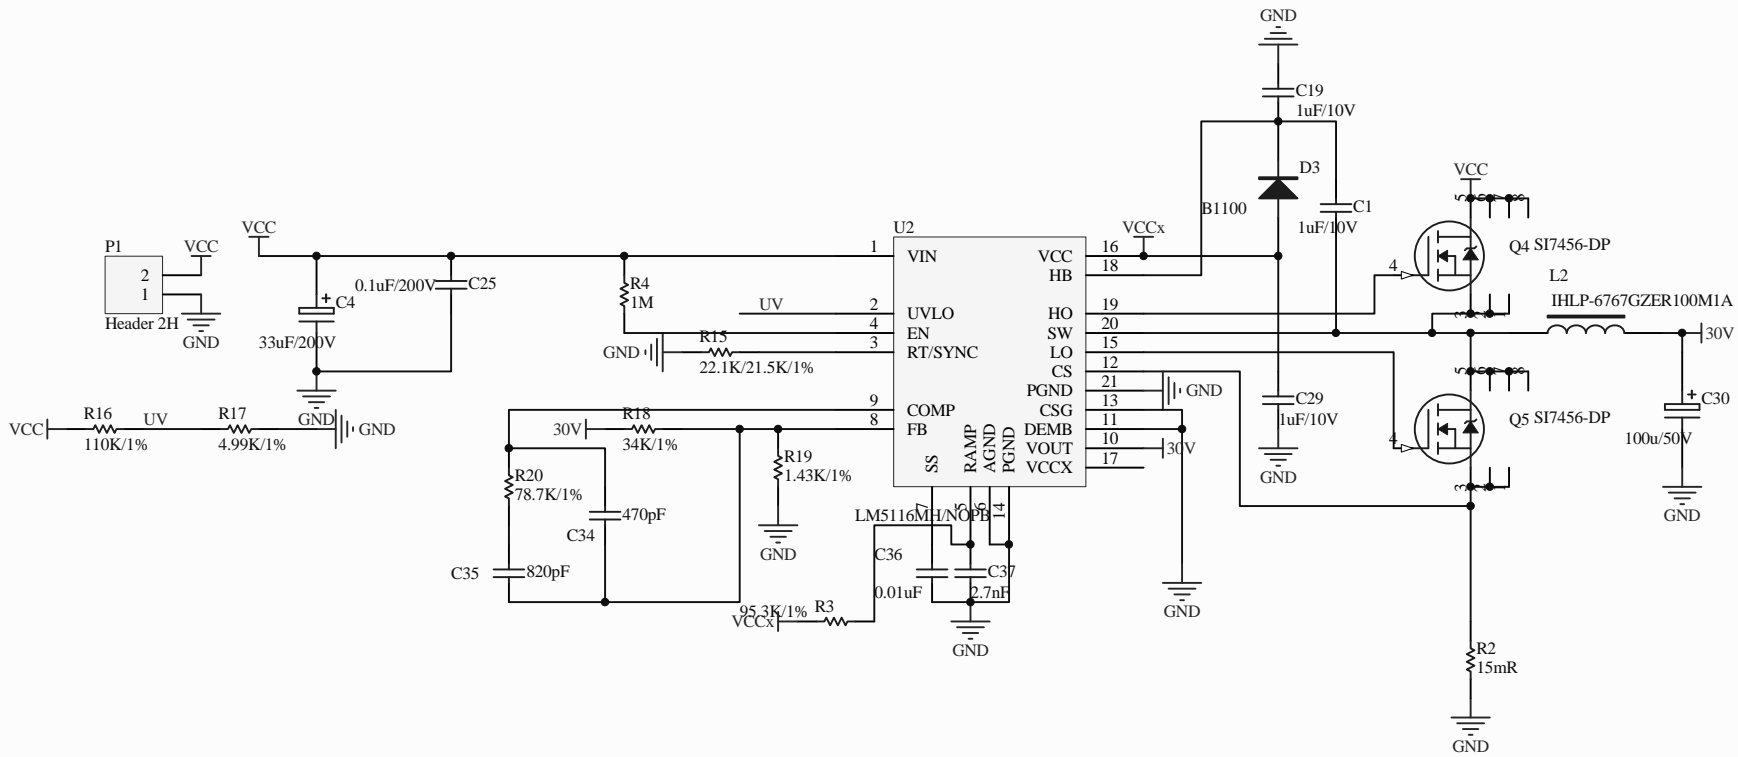 GND
C19
1uF/10V
D3
B1100
C1
1uF/10V
VCC
5
Q4 SI7456-DP
4
L2
IHLP-6767GZER100M1A
30V
5
Q5 SI7456-DP
4
3
C30
100u/50V
GND
R2
15mR
GND
P1
VCC
2
1
Header 2H
GND
VCC
0.1uF/200V
C25
C4
33uF/200V
GND
R4
1M
UV
GND
R15
22.1K/21.5K/1%
VCC
R16
110K/1%
UV
R17
4.99K/1%
GND
30V
R18
34K/1%
R19
1.43K/1%
GND
R20
78.7K/1%
470pF
C34
C35
820pF
95.3K/1%
VCCx
R3
U2
1 VIN VCC 16
HB 18
2 UVLO HO 19
4 EN SW 20
3 RT/SYNC LO 15
CS 12
PGND 21
9 COMP CSG 13
8 FB DEMB 11
VOUT 10
VCCX 17
SS
RAMP
AGND
PGND
7
5
6
14
LM5116MH/NOPB
VCCx
GND
30V
C36
0.01uF
C37
2.7nF
GND
GND
C29
1uF/10V
GND